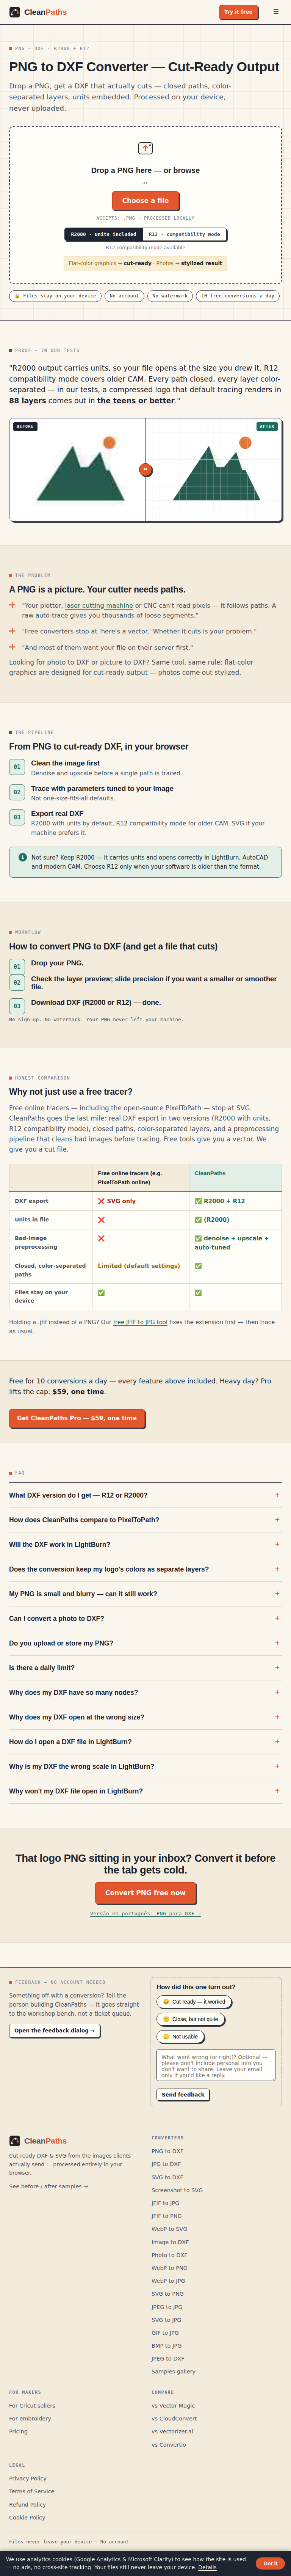 CleanPaths
Try it free
PNG → DXF · R2000 + R12
PNG to DXF Converter — Cut-Ready Output
Drop a PNG, get a DXF that actually cuts — closed paths, color-
separated layers, units embedded. Processed on your device,
never uploaded.
Drop a PNG here — or browse
— or —
Choose a file
ACCEPTS: .PNG · PROCESSED LOCALLY
R2000 · units included
R12 · compatibility mode
R12 compatibility mode available
Flat-color graphics → cut-ready · Photos → stylized result
🔒 Files stay on your device
No account
No watermark
10 free conversions a day
PROOF — IN OUR TESTS
"R2000 output carries units, so your file opens at the size you drew it. R12
compatibility mode covers older CAM. Every path closed, every layer color-
separated — in our tests, a compressed logo that default tracing renders in
88 layers comes out in the teens or better."
BEFORE
AFTER
THE PROBLEM
A PNG is a picture. Your cutter needs paths.
"Your plotter, laser cutting machine or CNC can't read pixels — it follows paths. A
raw auto-trace gives you thousands of loose segments."
"Free converters stop at 'here's a vector.' Whether it cuts is your problem."
"And most of them want your file on their server first."
Looking for photo to DXF or picture to DXF? Same tool, same rule: flat-color
graphics are designed for cut-ready output — photos come out stylized.
THE PIPELINE
From PNG to cut-ready DXF, in your browser
01
Clean the image first
Denoise and upscale before a single path is traced.
02
Trace with parameters tuned to your image
Not one-size-fits-all defaults.
03
Export real DXF
R2000 with units by default, R12 compatibility mode for older CAM, SVG if your
machine prefers it.
Not sure? Keep R2000 — it carries units and opens correctly in LightBurn, AutoCAD
and modern CAM. Choose R12 only when your software is older than the format.
WORKFLOW
How to convert PNG to DXF (and get a file that cuts)
01
Drop your PNG.
02
Check the layer preview; slide precision if you want a smaller or smoother
file.
03
Download DXF (R2000 or R12) — done.
No sign-up. No watermark. Your PNG never left your machine.
HONEST COMPARISON
Why not just use a free tracer?
Free online tracers — including the open-source PixelToPath — stop at SVG.
CleanPaths goes the last mile: real DXF export in two versions (R2000 with units,
R12 compatibility mode), closed paths, color-separated layers, and a preprocessing
pipeline that cleans bad images before tracing. Free tools give you a vector. We
give you a cut file.
Free online tracers (e.g.
PixelToPath online)
CleanPaths
DXF export
❌ SVG only
✅ R2000 + R12
Units in file
❌
✅ (R2000)
Bad-image
preprocessing
❌
✅ denoise + upscale +
auto-tuned
Closed, color-separated
paths
Limited (default settings)
✅
Files stay on your
device
✅
✅
Holding a .jfif instead of a PNG? Our free JFIF to JPG tool fixes the extension first — then trace
as usual.
Free for 10 conversions a day — every feature above included. Heavy day? Pro
lifts the cap: $59, one time.
Get CleanPaths Pro — $59, one time
FAQ
What DXF version do I get — R12 or R2000?
+
How does CleanPaths compare to PixelToPath?
+
Will the DXF work in LightBurn?
+
Does the conversion keep my logo's colors as separate layers?
+
My PNG is small and blurry — can it still work?
+
Can I convert a photo to DXF?
+
Do you upload or store my PNG?
+
Is there a daily limit?
+
Why does my DXF have so many nodes?
+
Why does my DXF open at the wrong size?
+
How do I open a DXF file in LightBurn?
+
Why is my DXF the wrong scale in LightBurn?
+
Why won't my DXF file open in LightBurn?
+
That logo PNG sitting in your inbox? Convert it before
the tab gets cold.
Convert PNG free now
Versão em português: PNG para DXF →
FEEDBACK — NO ACCOUNT NEEDED
Something off with a conversion? Tell the
person building CleanPaths — it goes straight
to the workshop bench, not a ticket queue.
Open the feedback dialog →
How did this one turn out?
Cut-ready — it worked
Close, but not quite
Not usable
What went wrong (or right)? Optional —
please don't include personal info you
don't want to share. Leave your email
only if you'd like a reply.
Send feedback
CleanPaths
Cut-ready DXF & SVG from the images clients
actually send — processed entirely in your
browser.
See before / after samples →
CONVERTERS
PNG to DXF
JPG to DXF
SVG to DXF
Screenshot to SVG
JFIF to JPG
JFIF to PNG
WebP to SVG
Image to DXF
Photo to DXF
WebP to PNG
WebP to JPG
SVG to PNG
JPEG to JPG
SVG to JPG
GIF to JPG
BMP to JPG
JPEG to DXF
Samples gallery
FOR MAKERS
For Cricut sellers
For embroidery
Pricing
COMPARE
vs Vector Magic
vs CloudConvert
vs Vectorizer.ai
vs Convertio
LEGAL
Privacy Policy
Terms of Service
Refund Policy
Cookie Policy
Files never leave your device · No account
We use analytics cookies (Google Analytics & Microsoft Clarity) to see how the site is used
— no ads, no cross-site tracking. Your files still never leave your device. Details
Got it